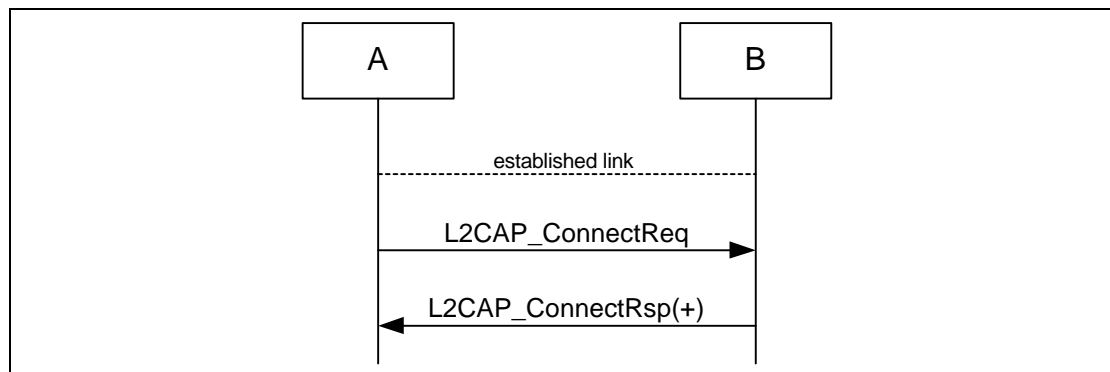 A
B
established link
L2CAP_ConnectReq
L2CAP_ConnectRsp(+)